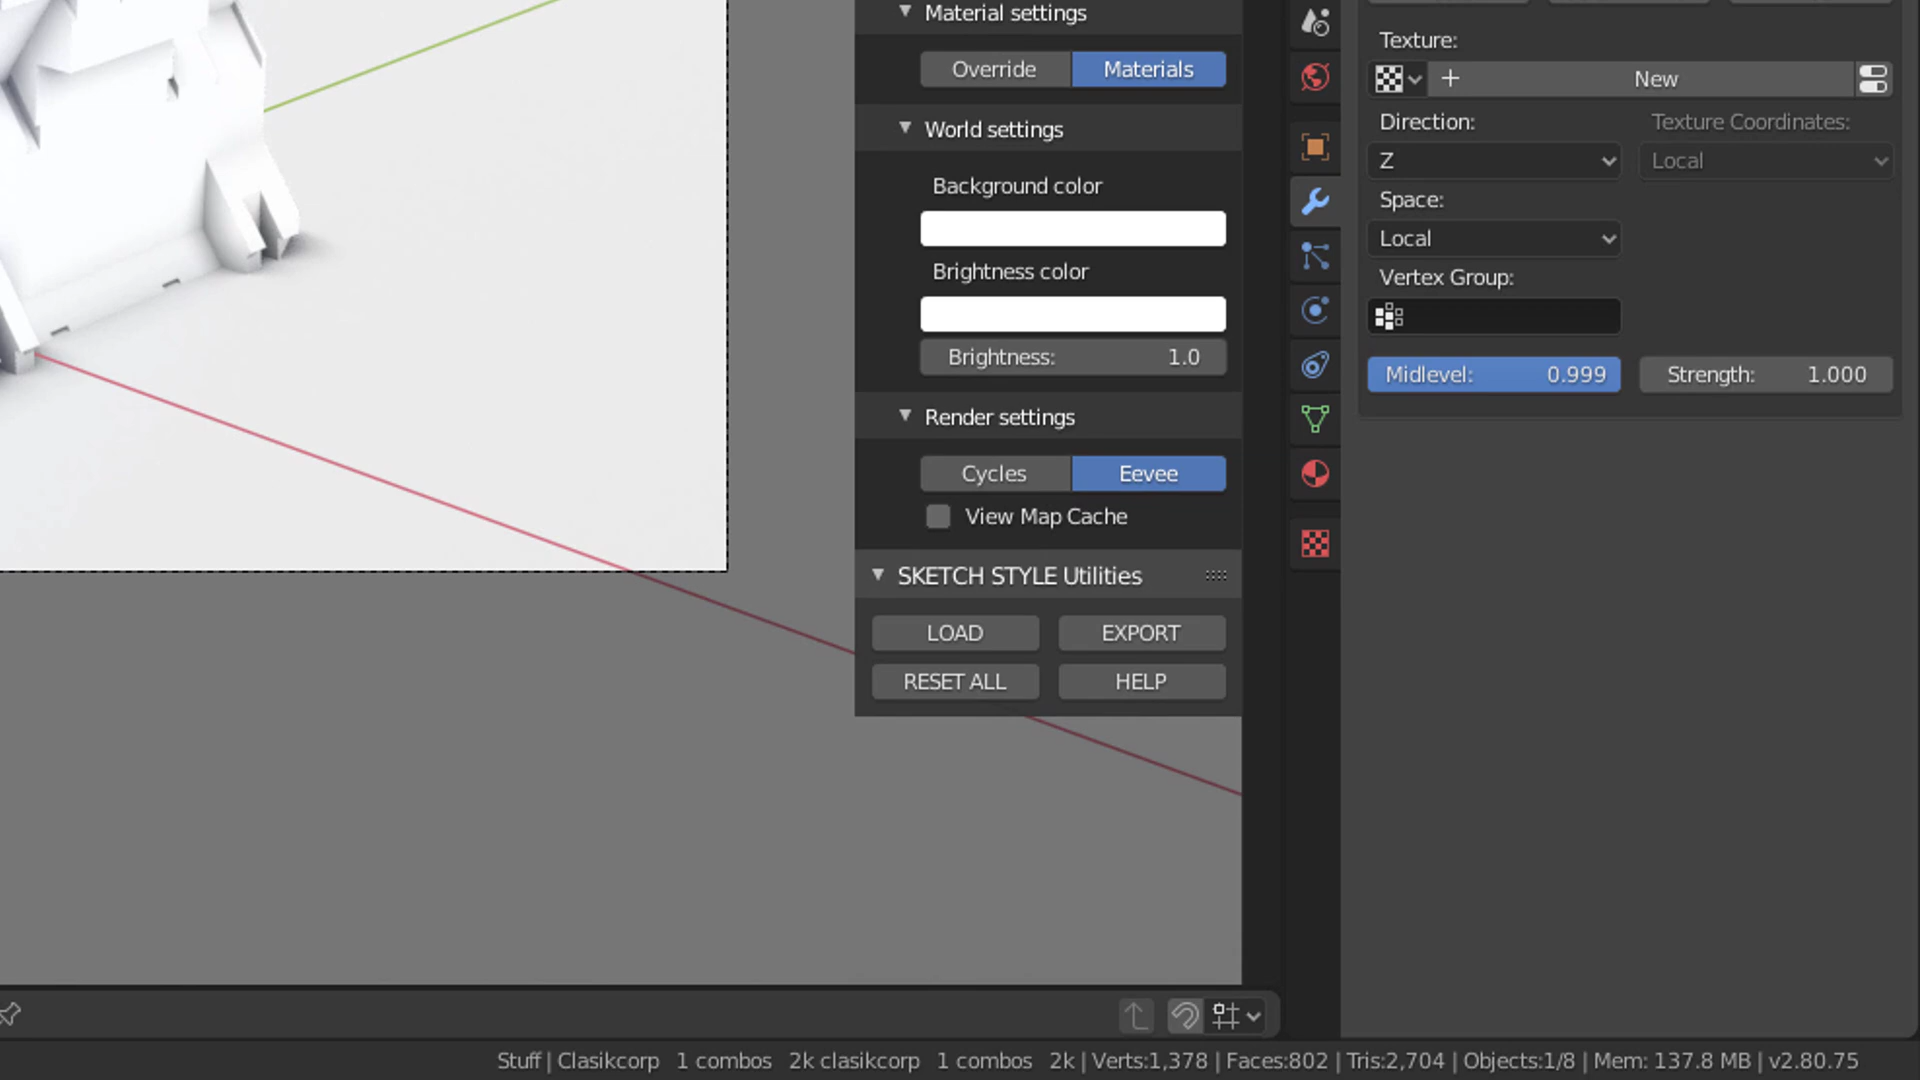 Material settings
Override Materials
World settings
Background color
Brightness color
Brightness: 1.0
Render settings
Cycles Eevee
View Map Cache
SKETCH STYLE Utilities
LOAD EXPORT
RESET ALL HELP
Texture:
New
Direction: Texture Coordinates:
Z Local
Space:
Local
Vertex Group:
Midlevel: 0.999 Strength: 1.000
Stuff | Clasikcorp 1 combos 2k clasikcorp 1 combos 2k | Verts:1,378 | Faces:802 | Tris:2,704 | Objects:1/8 | Mem: 137.8 MB | v2.80.75